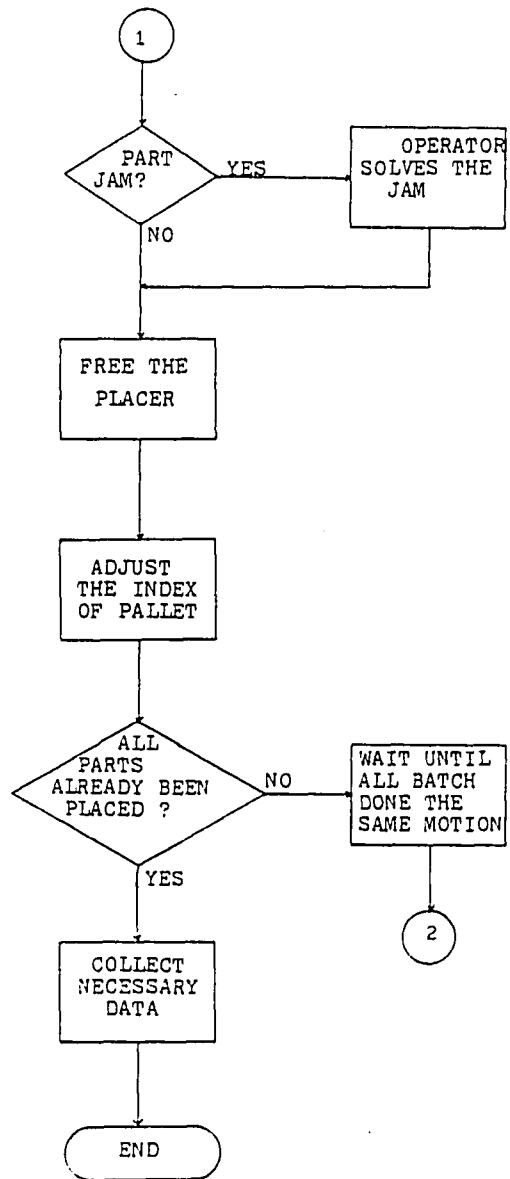 1
PART
JAM?
YES
OPERATOR
SOLVES THE
JAM
NO
FREE THE
PLACER
ADJUST
THE INDEX
OF PALLET
ALL
PARTS
ALREADY BEEN
PLACED ?
NO
WAIT UNTIL
ALL BATCH
DONE THE
SAME MOTION
YES
2
COLLECT
NECESSARY
DATA
END